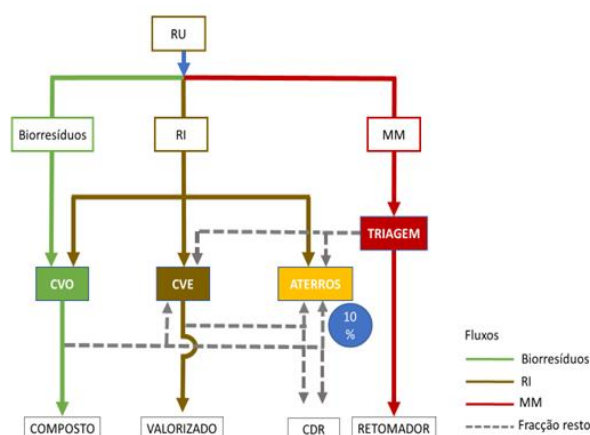 RU
Biorresíduos
RI
MM
TRIAGEM
CVO
CVE
ATERROS
10
%
Fluxos
Biorresíduos
RI
MM
Fracção resto
COMPOSTO
VALORIZADO
CDR
RETOMADOR